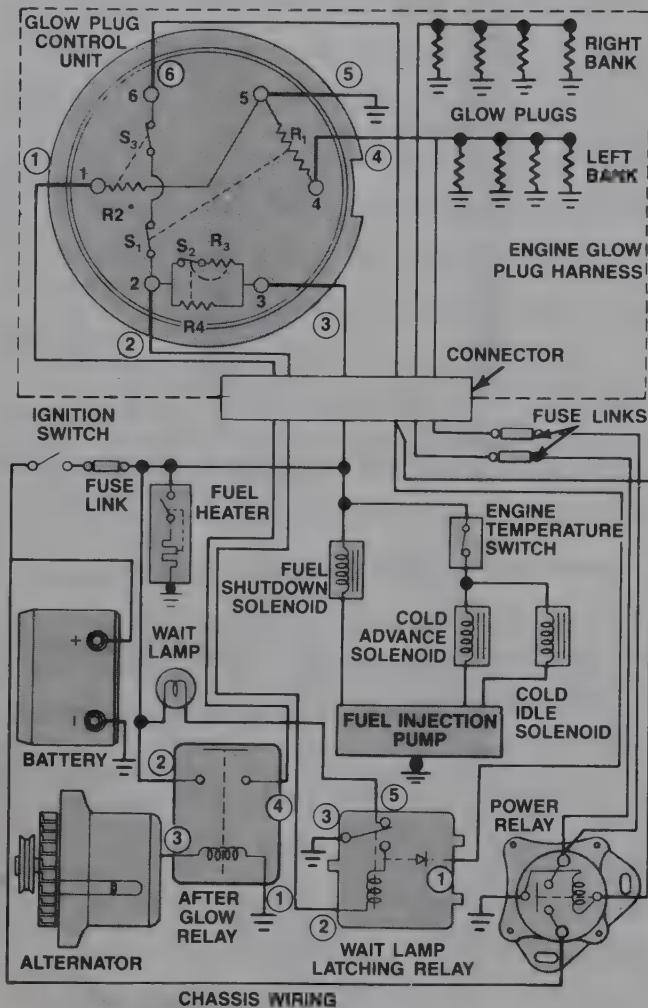 GLOW PLUG
CONTROL
UNIT
RIGHT
BANK
GLOW PLUGS
LEFT
BANK
ENGINE GLOW
PLUG HARNESS
6
6
5
5
S3
R1
4
4
1
1
R2
S1
S2
R3
2
3
R4
2
3
CONNECTOR
IGNITION
SWITCH
FUSE LINKS
FUSE
LINK
FUEL
HEATER
ENGINE
TEMPERATURE
SWITCH
FUEL
SHUTDOWN
SOLENOID
COLD
ADVANCE
SOLENOID
COLD
IDLE
SOLENOID
WAIT
LAMP
+
-
BATTERY
FUEL INJECTION
PUMP
2
4
3
1
AFTER
GLOW
RELAY
ALTERNATOR
5
3
1
2
WAIT LAMP
LATCHING RELAY
POWER
RELAY
CHASSIS WIRING